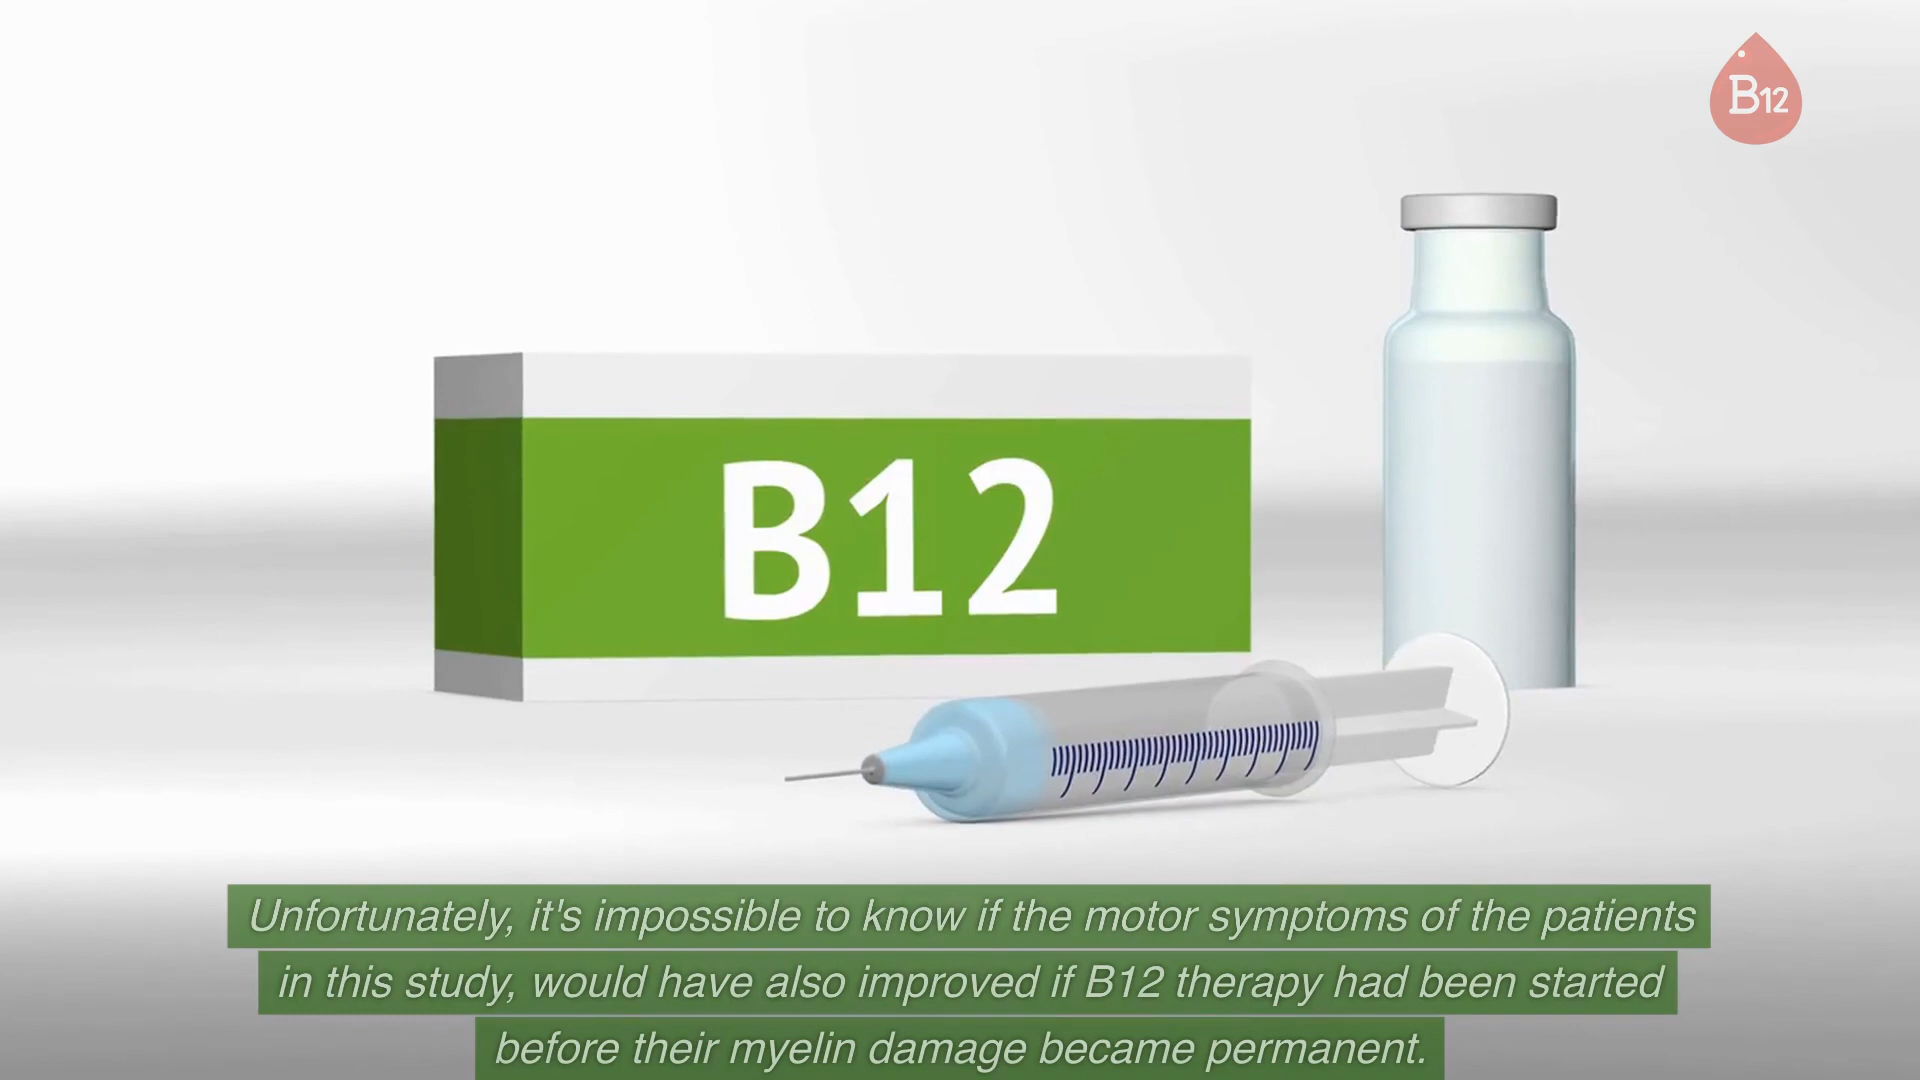 B12
B12
Unfortunately, it's impossible to know if the motor symptoms of the patients
in this study, would have also improved if B12 therapy had been started
before their myelin damage became permanent.